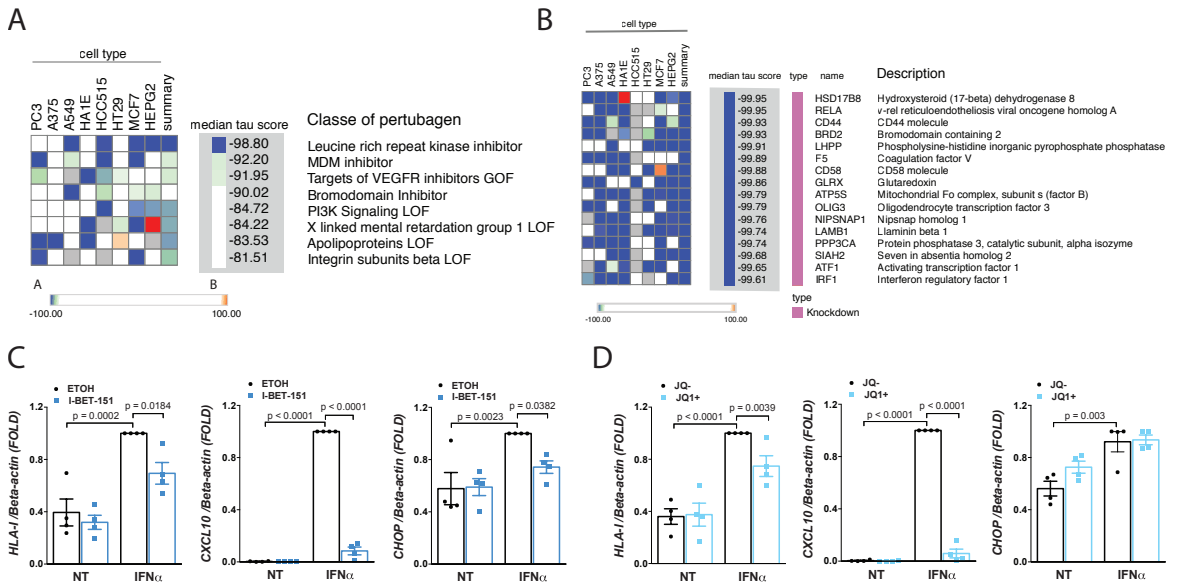 A
cell type
PC3 A375 A549 HA1E HCC515 HT29 MCF7 HEPG2 summary
median tau score
Classe of pertubagen
-98.80 Leucine rich repeat kinase inhibitor
-92.20 MDM inhibitor
-91.95 Targets of VEGFR inhibitors GOF
-90.02 Bromodomain Inhibitor
-84.72 PI3K Signaling LOF
-84.22 X linked mental retardation group 1 LOF
-83.53 Apolipoproteins LOF
-81.51 Integrin subunits beta LOF
A B
-100.00 100.00
B
cell type
PC3 A375 A549 HA1E HCC515 HT29 MCF7 HEPG2 summary
median tau score type name Description
-99.95 HSD17B8 Hydroxysteroid (17-beta) dehydrogenase 8
-99.95 RELA v-rel reticuloendotheliosis viral oncogene homolog A
-99.93 CD44 CD44 molecule
-99.93 BRD2 Bromodomain containing 2
-99.91 LHPP Phospholysine-histidine inorganic pyrophosphate phosphatase
-99.89 F5 Coagulation factor V
-99.88 CD58 CD58 molecule
-99.86 GLRX Glutaredoxin
-99.79 ATP5S Mitochondrial Fo complex, subunit s (factor B)
-99.79 OLIG3 Oligodendrocyte transcription factor 3
-99.76 NIPSNAP1 Nipsnap homolog 1
-99.74 LAMB1 Llaminin beta 1
-99.74 PPP3CA Protein phosphatase 3, catalytic subunit, alpha isozyme
-99.68 SIAH2 Seven in absentia homolog 2
-99.65 ATF1 Activating transcription factor 1
-99.61 IRF1 Interferon regulatory factor 1
type
Knockdown
-100.00 100.00
C
ETOH
I-BET-151
p = 0.0184
p = 0.0002
HLA-I/Beta-actin (FOLD)
1.2
0.8
0.4
0.0
NT IFNα
ETOH
I-BET-151
p <0.0001 p <0.0001
CXCL10 /Beta-actin (FOLD)
1.2
0.8
0.4
0.0
NT IFNα
ETOH
I-BET-151
p = 0.0382
p = 0.0023
CHOP /Beta-actin (FOLD)
1.2
0.8
0.4
0.0
NT IFNα
D
JQ-
JQ1+
p = 0.0039
p <0.0001
HLA-I /Beta-actin (FOLD)
1.2
0.8
0.4
0.0
NT IFNα
JQ-
JQ1+
p <0.0001 p <0.0001
CXCL10/Beta-actin (FOLD)
1.2
0.8
0.4
0.0
NT IFNα
JQ-
JQ1+
p = 0.003
CHOP/Beta-actin (FOLD)
1.2
0.8
0.4
0.0
NT IFNα